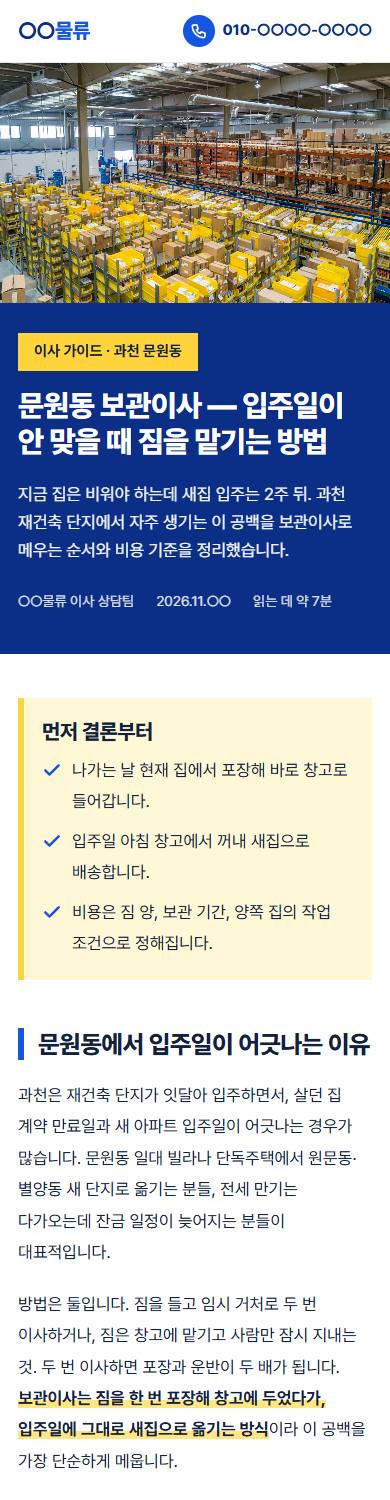 ○○물류
010-○○○○-○○○○
이사 가이드 · 과천 문원동
문원동 보관이사 — 입주일이
안 맞을 때 짐을 맡기는 방법
지금 집은 비워야 하는데 새집 입주는 2주 뒤. 과천
재건축 단지에서 자주 생기는 이 공백을 보관이사로
메우는 순서와 비용 기준을 정리했습니다.
○○물류 이사 상담팀 2026.11.○○ 읽는 데 약 7분
먼저 결론부터
나가는 날 현재 집에서 포장해 바로 창고로
들어갑니다.
입주일 아침 창고에서 꺼내 새집으로
배송합니다.
비용은 짐 양, 보관 기간, 양쪽 집의 작업
조건으로 정해집니다.
문원동에서 입주일이 어긋나는 이유
과천은 재건축 단지가 잇달아 입주하면서, 살던 집
계약 만료일과 새 아파트 입주일이 어긋나는 경우가
많습니다. 문원동 일대 빌라나 단독주택에서 원문동·
별양동 새 단지로 옮기는 분들, 전세 만기는
다가오는데 잔금 일정이 늦어지는 분들이
대표적입니다.
방법은 둘입니다. 짐을 들고 임시 거처로 두 번
이사하거나, 짐은 창고에 맡기고 사람만 잠시 지내는
것. 두 번 이사하면 포장과 운반이 두 배가 됩니다.
보관이사는 짐을 한 번 포장해 창고에 두었다가,
입주일에 그대로 새집으로 옮기는 방식이라 이 공백을
가장 단순하게 메웁니다.